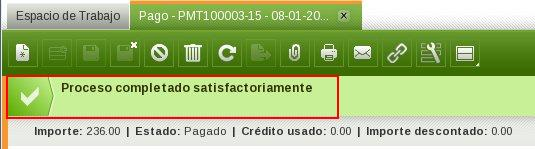 Espacio de Trabajo
Pago - PMT100003-15 - 08-01-20...
Proceso completado satisfactoriamente
Importe: 236.00 | Estado: Pagado | Crédito usado: 0.00 | Importe descontado: 0.00